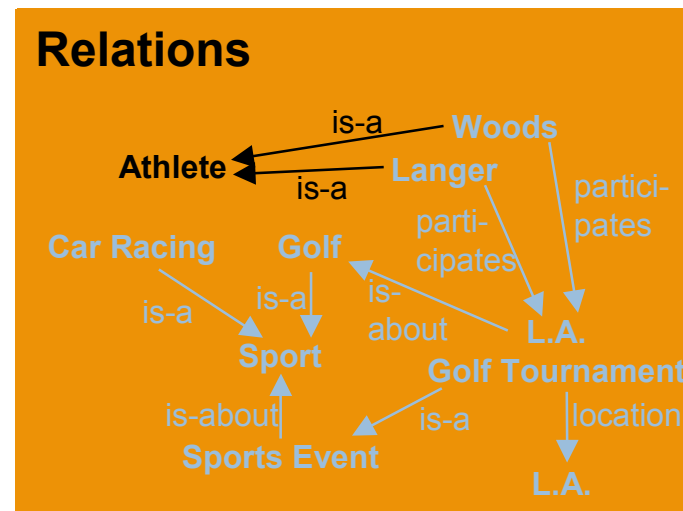 Relations
is-a
Woods
Athlete
is-a
Langer
partici-
pates
parti-
cipates
Car Racing
Golf
is-a
is-a
is-
about
Sport
L.A.
Golf Tournament
is-about
is-a
location
Sports Event
L.A.